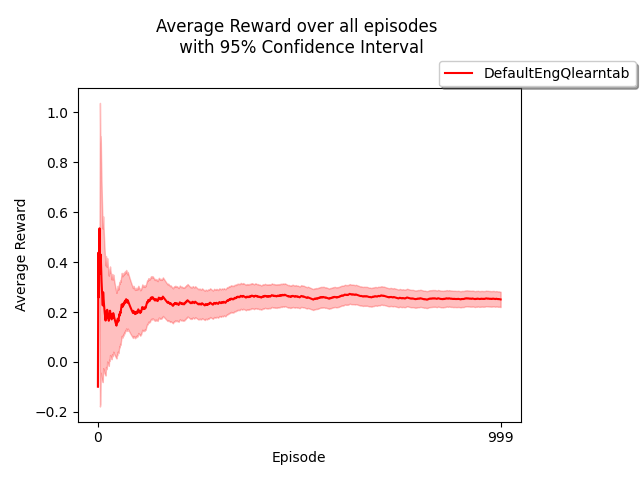 Average Reward over all episodes
with 95% Confidence Interval
DefaultEngQlearntab
1.0
0.8
0.6
0.4
0.2
0.0
−0.2
Average Reward
0
999
Episode